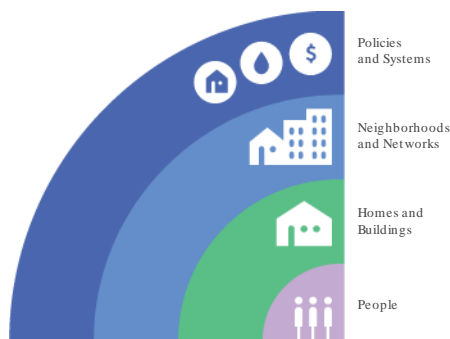 $
Policies
and Systems
Neighborhoods
and Networks
Homes and
Buildings
People